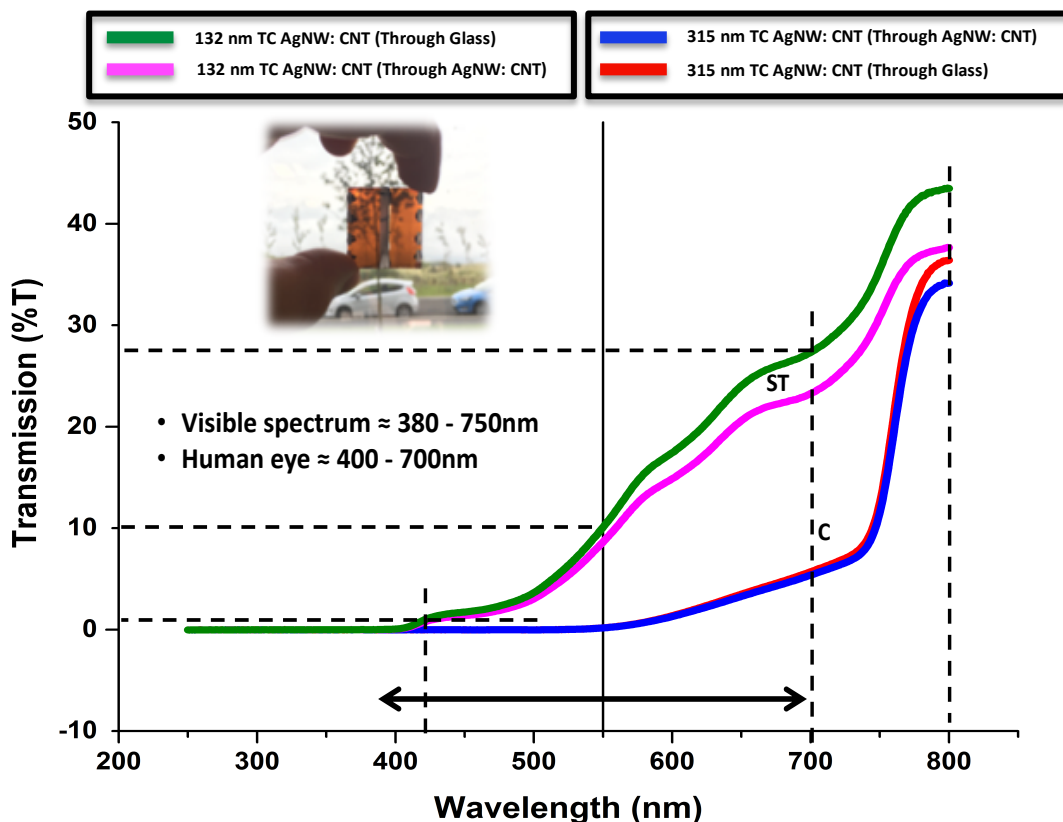 132 nm TC AgNW: CNT (Through Glass)
132 nm TC AgNW: CNT (Through AgNW: CNT)
315 nm TC AgNW: CNT (Through AgNW: CNT)
315 nm TC AgNW: CNT (Through Glass)
50
40
30
20
10
0
-10
Transmission (%T)
• Visible spectrum ≈ 380 - 750nm
• Human eye ≈ 400 - 700nm
ST
C
200 300 400 500 600 700 800
Wavelength (nm)